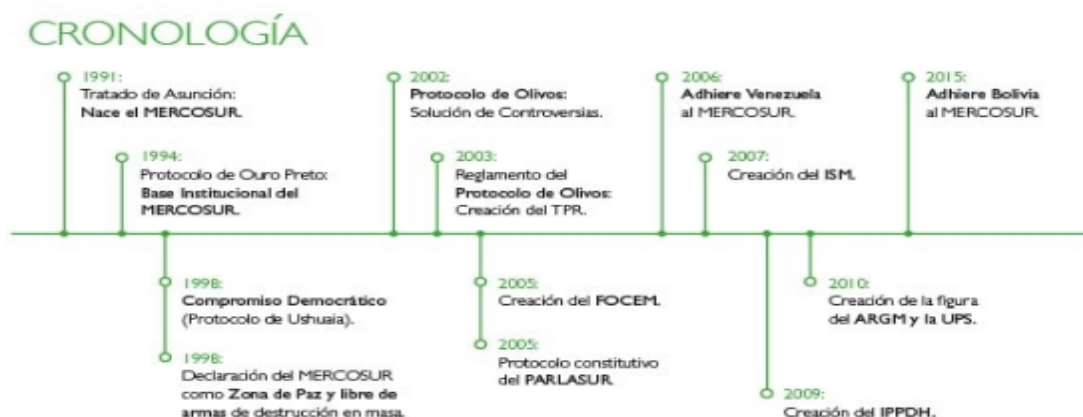 CRONOLOGÍA
1991:
Tratado de Asunción:
Nace el MERCOSUR.
1994:
Protocolo de Ouro Preto:
Base Institucional del
MERCOSUR.
1998:
Compromiso Democrático
(Protocolo de Ushuaia).
1998:
Declaración del MERCOSUR
como Zona de Paz y libre de
armas de destrucción en masa.
2002:
Protocolo de Olivos:
Solución de Controversias.
2003:
Reglamento del
Protocolo de Olivos:
Creación del TPR.
2005:
Creación del FOCEM.
2005:
Protocolo constitutivo
del PARLASUR
2006:
Adhiere Venezuela
al MERCOSUR.
2007:
Creación del ISM.
2009:
Creación del IPPDH.
2010:
Creación de la figura
del ARGM y la UPS.
2015:
Adhiere Bolivia
al MERCOSUR